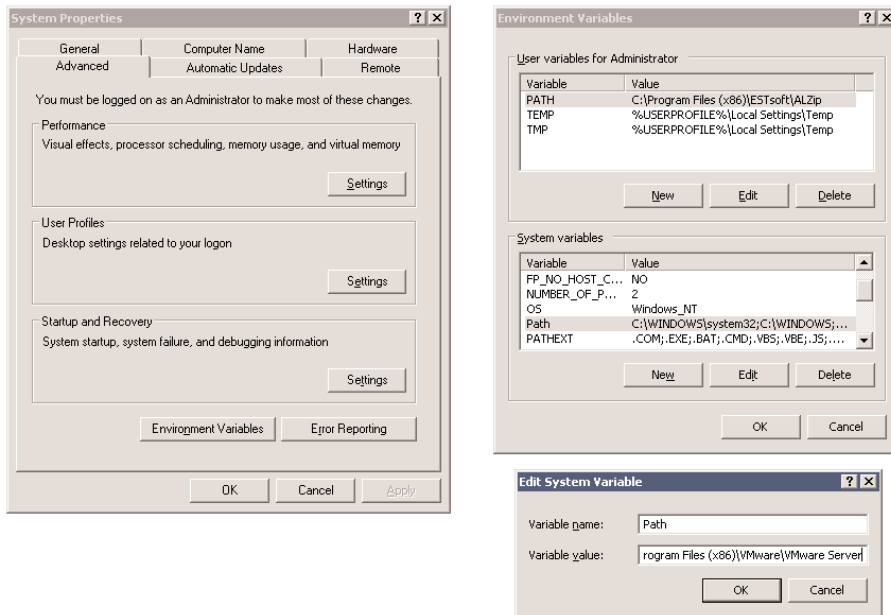 System Properties
General Computer Name Hardware
Advanced Automatic Updates Remote
You must be logged on as an Administrator to make most of these changes.
Performance
Visual effects, processor scheduling, memory usage, and virtual memory
Settings
User Profiles
Desktop settings related to your logon
Settings
Startup and Recovery
System startup, system failure, and debugging information
Settings
Environment Variables Error Reporting
OK Cancel Apply
Environment Variables
User variables for Administrator
Variable Value
PATH C:\Program Files (x86)\ESTsoft\ALZip
TEMP %USERPROFILE%\Local Settings\Temp
TMP %USERPROFILE%\Local Settings\Temp
New Edit Delete
System variables
Variable Value
FP_NO_HOST_C... NO
NUMBER_OF_P... 2
OS Windows_NT
Path C:\WINDOWS\system32;C:\WINDOWS;...
PATHEXT .COM;.EXE;.BAT;.CMD;.VBS;.VBE;.JS;....
New Edit Delete
OK Cancel
Edit System Variable
Variable name: Path
Variable value: rogram Files (x86)\VMware\VMware Server
OK Cancel